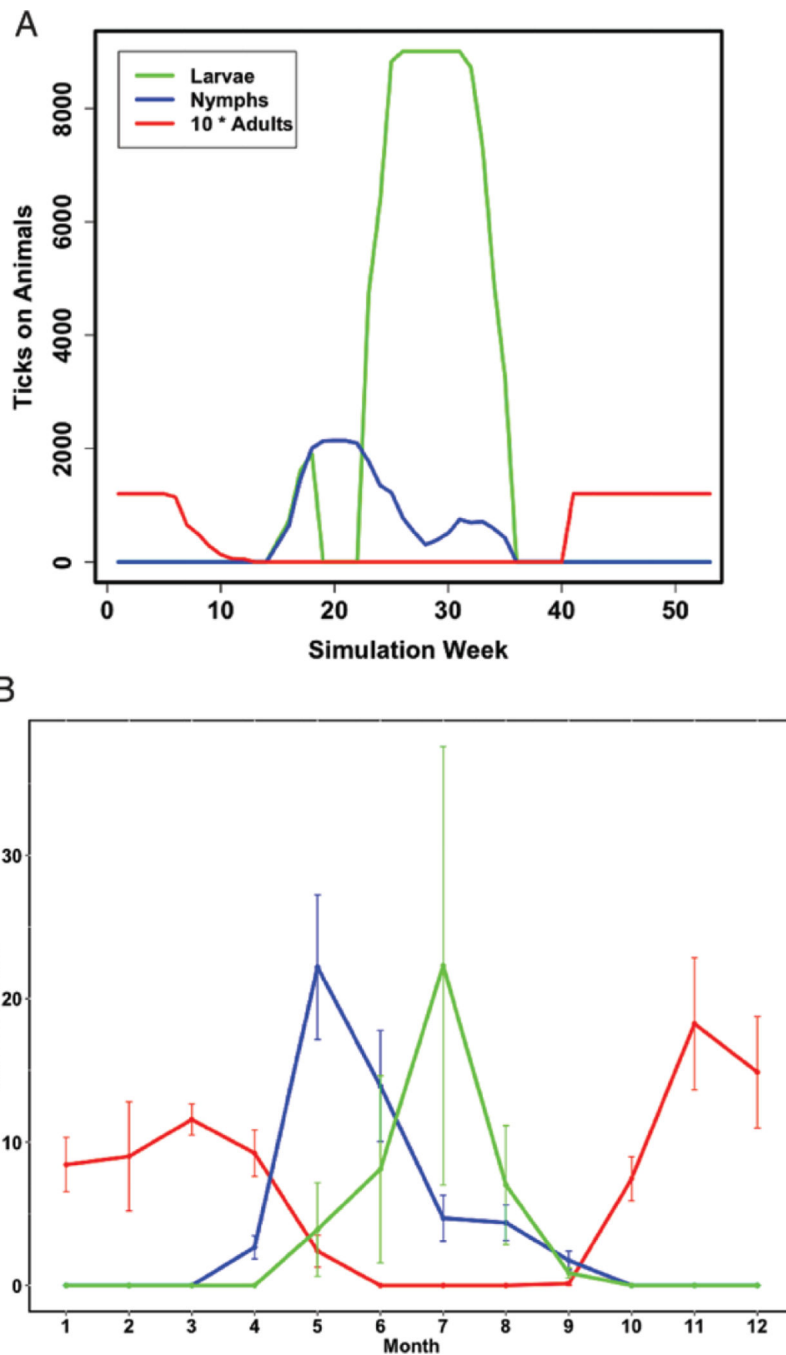 A
Larvae
Nymphs
10 * Adults
Ticks on Animals
0 2000 4000 6000 8000
0 10 20 30 40 50
Simulation Week
B
30
20
10
0
1 2 3 4 5 6 7 8 9 10 11 12
Month